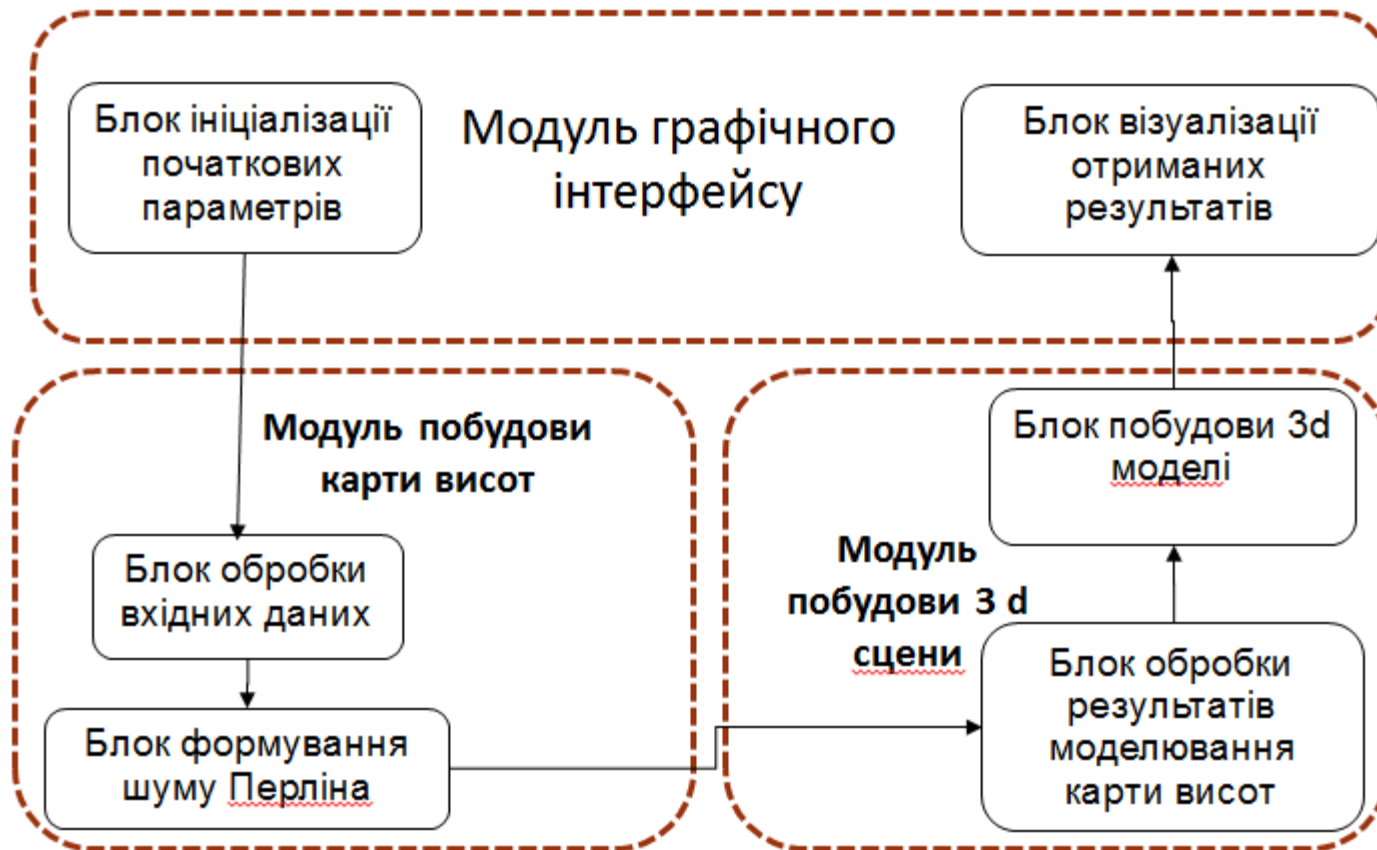 Блок ініціалізації
початкових
параметрів
Модуль графічного
інтерфейсу
Блок візуалізації
отриманих
результатів
Модуль побудови
карти висот
Блок обробки
вхідних даних
Блок формування
шуму Перліна
Блок побудови 3d
моделі
Модуль
побудови 3 d
сцени
Блок обробки
результатів
моделювання
карти висот